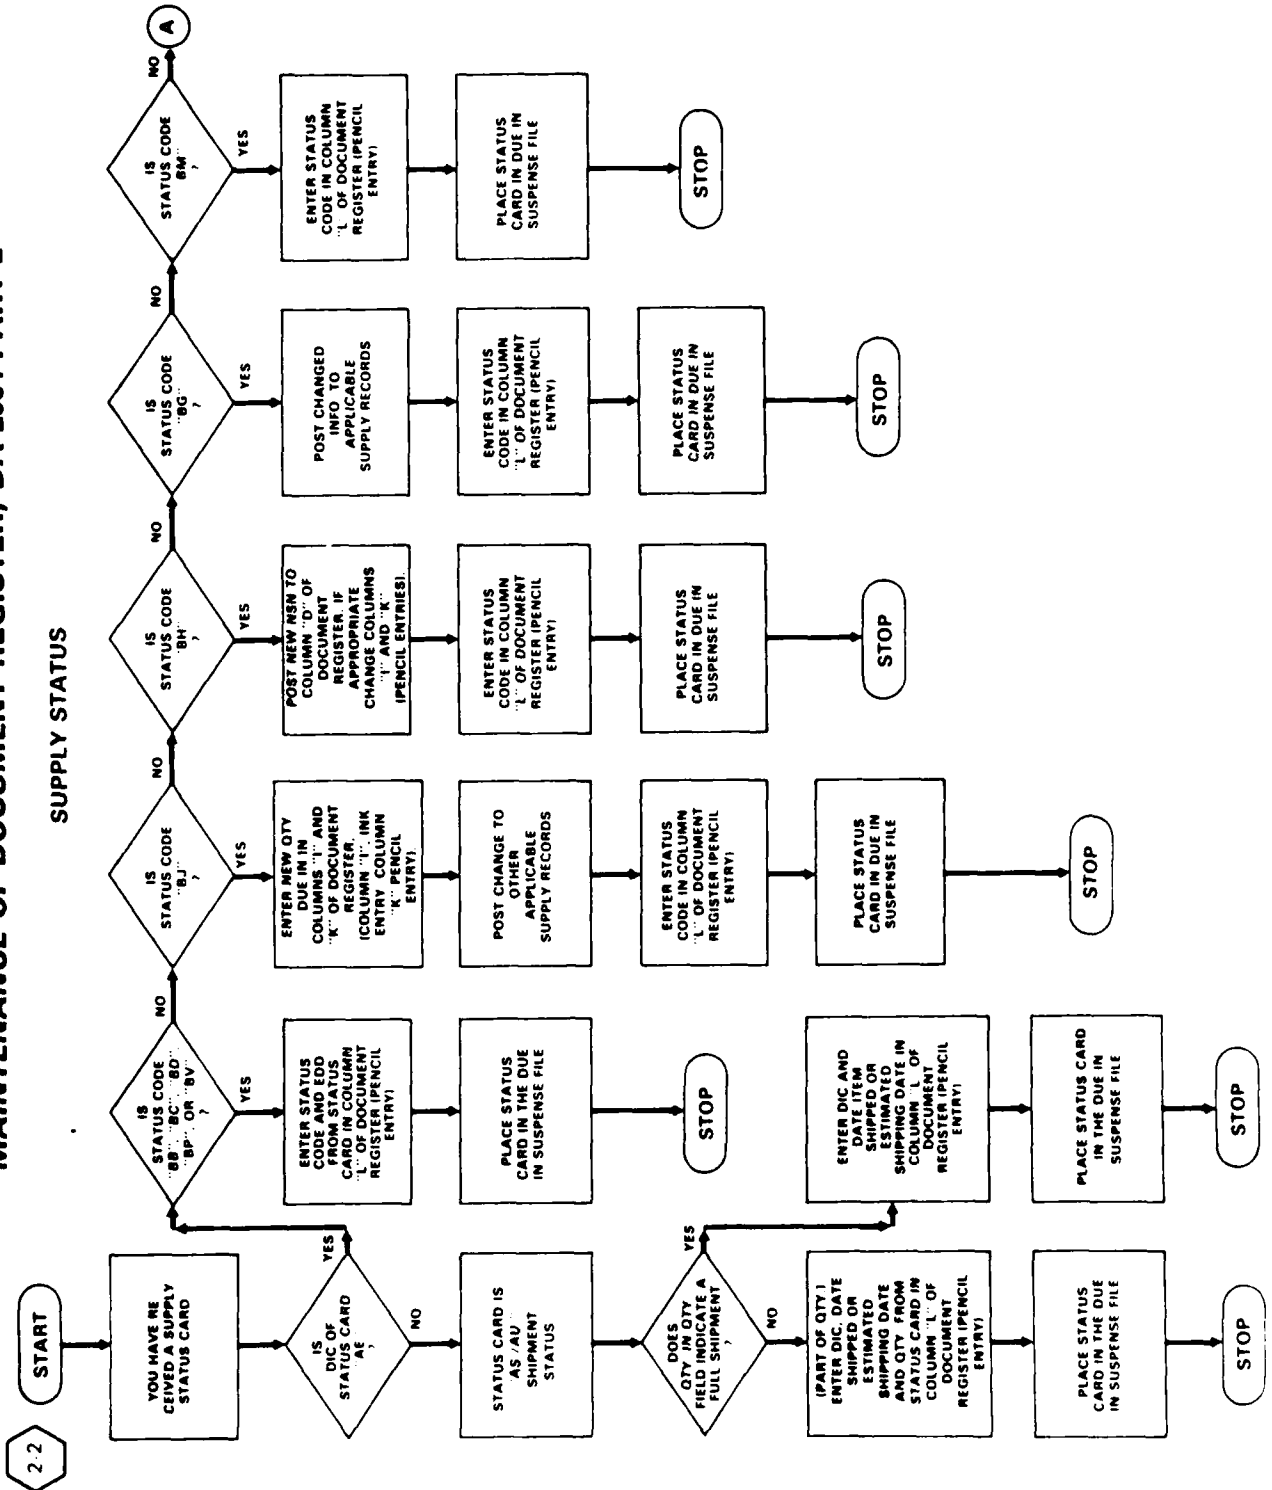 SUPPLY STATUS
2-2
START
YOU HAVE RE
CEIVED A SUPPLY
STATUS CARD
IS
DIC OF
STATUS CARD
"AE"
?
YES
NO
STATUS CARD IS
AS /AU
SHIPMENT
STATUS
DOES
QTY IN QTY
FIELD INDICATE A
FULL SHIPMENT
?
YES
NO
(PART OF QTY.)
ENTER DIC, DATE
SHIPPED OR
ESTIMATED
SHIPPING DATE
AND QTY FROM
STATUS CARD IN
COLUMN "L" OF
DOCUMENT
REGISTER (PENCIL
ENTRY)
PLACE STATUS
CARD IN THE DUE
IN SUSPENSE FILE
STOP
ENTER DIC AND
DATE ITEM
SHIPPED OR
ESTIMATED
SHIPPING DATE IN
COLUMN "L" OF
DOCUMENT
REGISTER (PENCIL
ENTRY)
PLACE STATUS CARD
IN THE DUE IN
SUSPENSE FILE
STOP
IS
STATUS CODE
"BB", "BC", "BD",
"BP", OR "BV"
?
YES
NO
ENTER STATUS
CODE AND EDD
FROM STATUS
CARD IN COLUMN
"L" OF DOCUMENT
REGISTER (PENCIL
ENTRY)
PLACE STATUS
CARD IN THE DUE
IN SUSPENSE FILE
STOP
IS
STATUS CODE
"BJ"
?
YES
NO
ENTER NEW QTY
DUE IN IN
COLUMNS "I" AND
"K" OF DOCUMENT
REGISTER.
(COLUMN "I" INK
ENTRY COLUMN
"K" PENCIL
ENTRY).
POST CHANGE TO
OTHER
APPLICABLE
SUPPLY RECORDS
ENTER STATUS
CODE IN COLUMN
"L" OF DOCUMENT
REGISTER (PENCIL
ENTRY)
PLACE STATUS
CARD IN DUE IN
SUSPENSE FILE
STOP
IS
STATUS CODE
"BH"
?
YES
NO
POST NEW NSN TO
COLUMN "D" OF
DOCUMENT
REGISTER. IF
APPROPRIATE
CHANGE COLUMNS
"I" AND "K"
(PENCIL ENTRIES).
ENTER STATUS
CODE IN COLUMN
"L" OF DOCUMENT
REGISTER (PENCIL
ENTRY)
PLACE STATUS
CARD IN DUE IN
SUSPENSE FILE
STOP
IS
STATUS CODE
"BG"
?
YES
NO
POST CHANGED
INFO TO
APPLICABLE
SUPPLY RECORDS
ENTER STATUS
CODE IN COLUMN
"L" OF DOCUMENT
REGISTER (PENCIL
ENTRY)
PLACE STATUS
CARD IN DUE IN
SUSPENSE FILE
STOP
IS
STATUS CODE
"BM"
?
YES
NO
ENTER STATUS
CODE IN COLUMN
"L" OF DOCUMENT
REGISTER (PENCIL
ENTRY)
PLACE STATUS
CARD IN DUE IN
SUSPENSE FILE
STOP
A